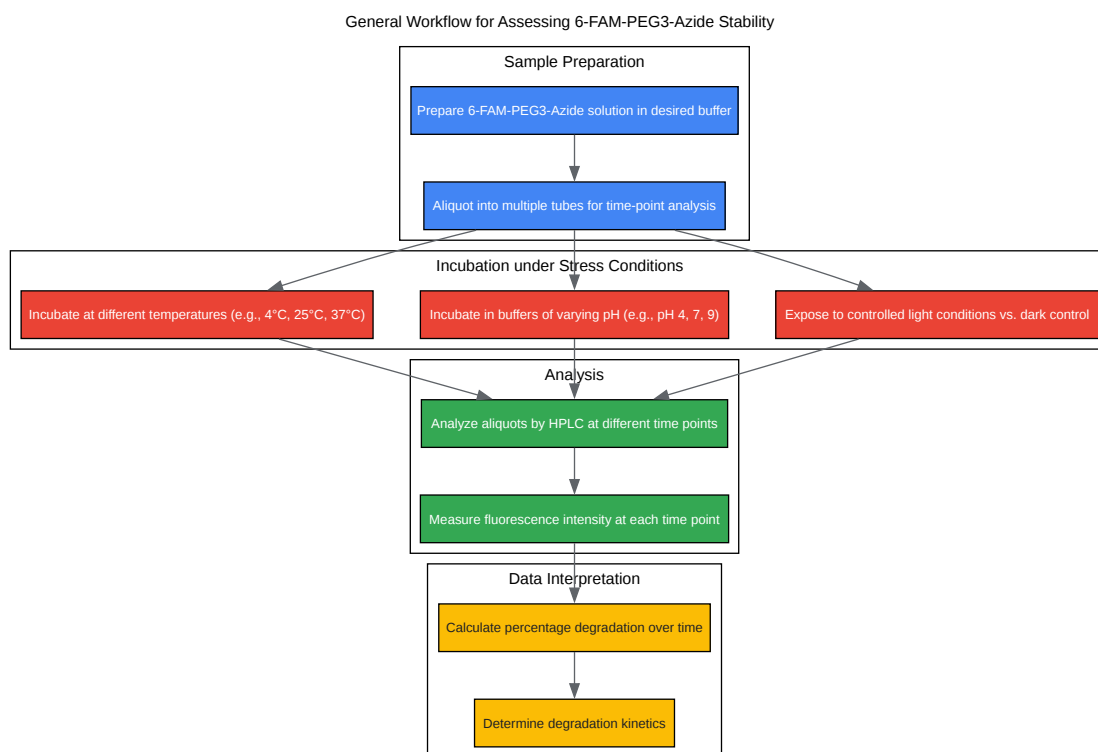 General Workflow for Assessing 6-FAM-PEG3-Azide Stability
Sample Preparation
Prepare 6-FAM-PEG3-Azide solution in desired buffer
Aliquot into multiple tubes for time-point analysis
Incubation under Stress Conditions
Incubate at different temperatures (e.g., 4°C, 25°C, 37°C)
Incubate in buffers of varying pH (e.g., pH 4, 7, 9)
Expose to controlled light conditions vs. dark control
Analysis
Analyze aliquots by HPLC at different time points
Measure fluorescence intensity at each time point
Data Interpretation
Calculate percentage degradation over time
Determine degradation kinetics